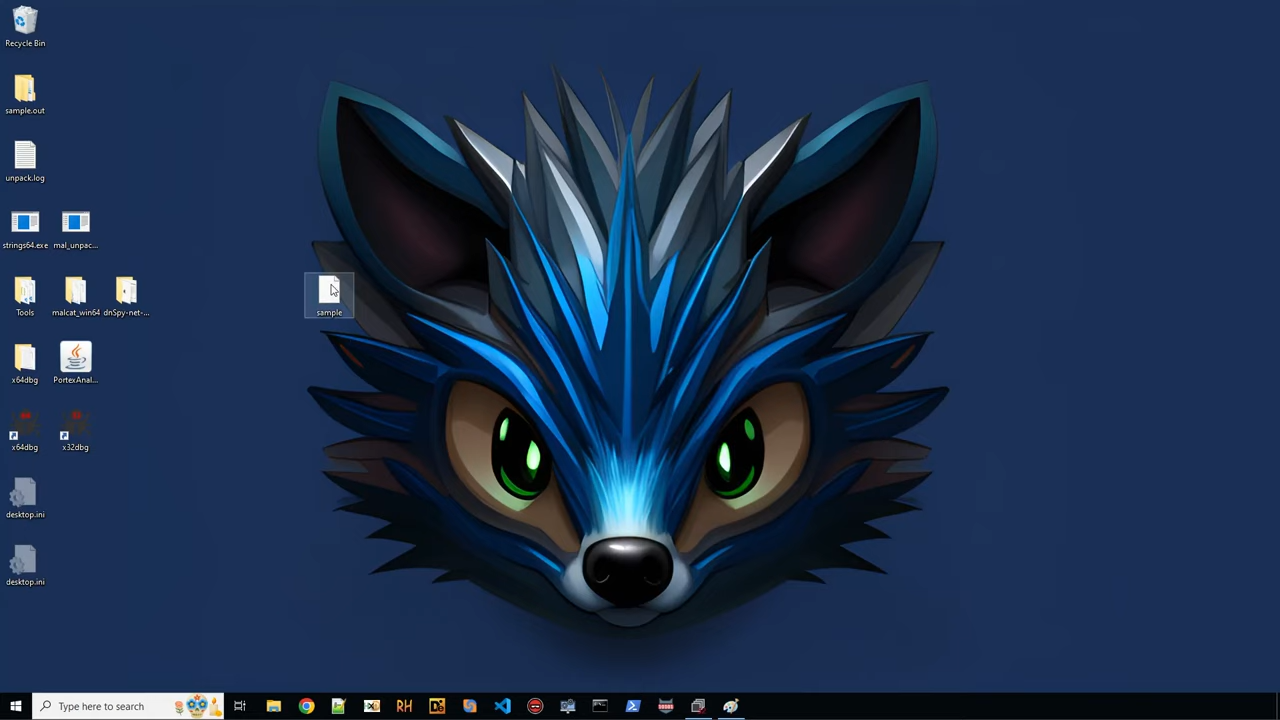 Recycle Bin
sample.out
unpack.log
strings64.exe mal_unpac...
Tools malcat_win64 dnSpy-net-...
sample
x64dbg PortexAnal...
x64dbg x32dbg
desktop.ini
desktop.ini
Type here to search